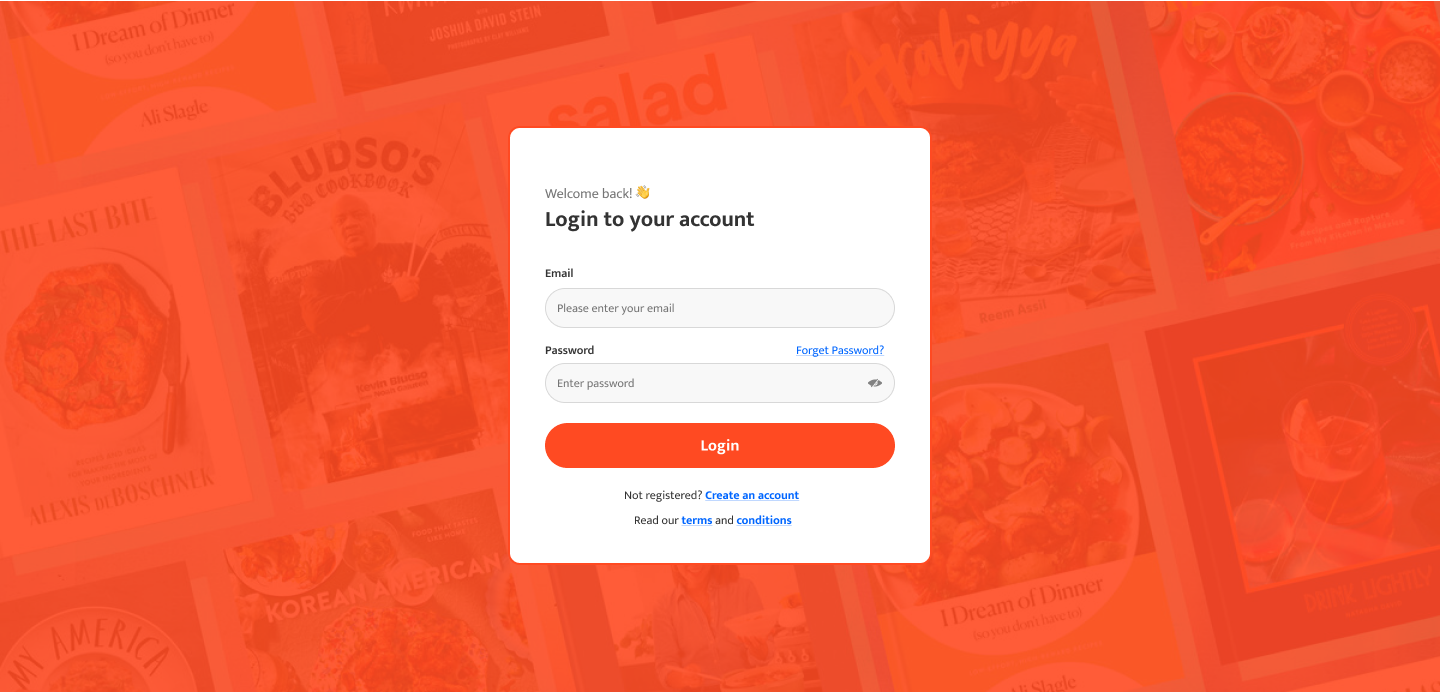 I Dream of Dinner
(so you don't have to)
Ali Slagle
JOSHUA DAVID STEIN
salad
Arabiyya
BLUDSO'S
BBQ COOKBOOK
THE LAST BITE
Welcome back! 👋
Login to your account
Email
Please enter your email
Password Forget Password?
Enter password
Login
Not registered? Create an account
Read our terms and conditions
Reem Assil
Kevin Bludso
ALEXIS DEBOSCHNEK
KOREAN AMERICAN
MY AMERICA
I Dream of Dinner
(so you don't have to)
Ali Slagle
DRINK LIGHTLY